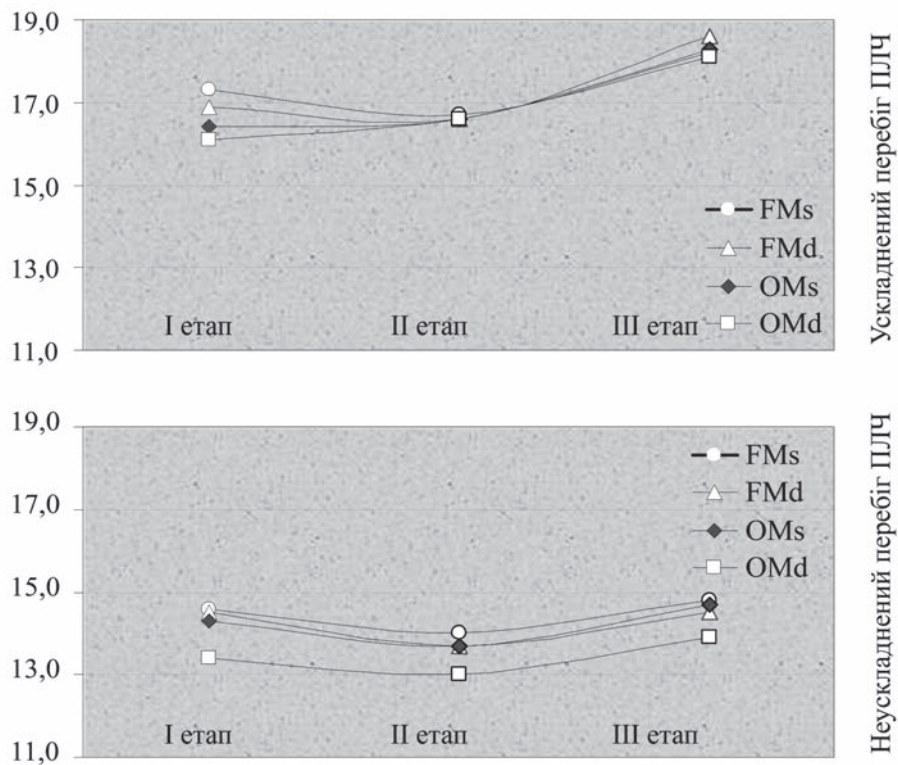 19,0
17,0
15,0
13,0
11,0
FMs
FMd
OMs
OMd
I етап II етап III етап
Ускладнений перебіг ПЛЧ
19,0
17,0
15,0
13,0
11,0
FMs
FMd
OMs
OMd
I етап II етап III етап
Неускладнений перебіг ПЛЧ